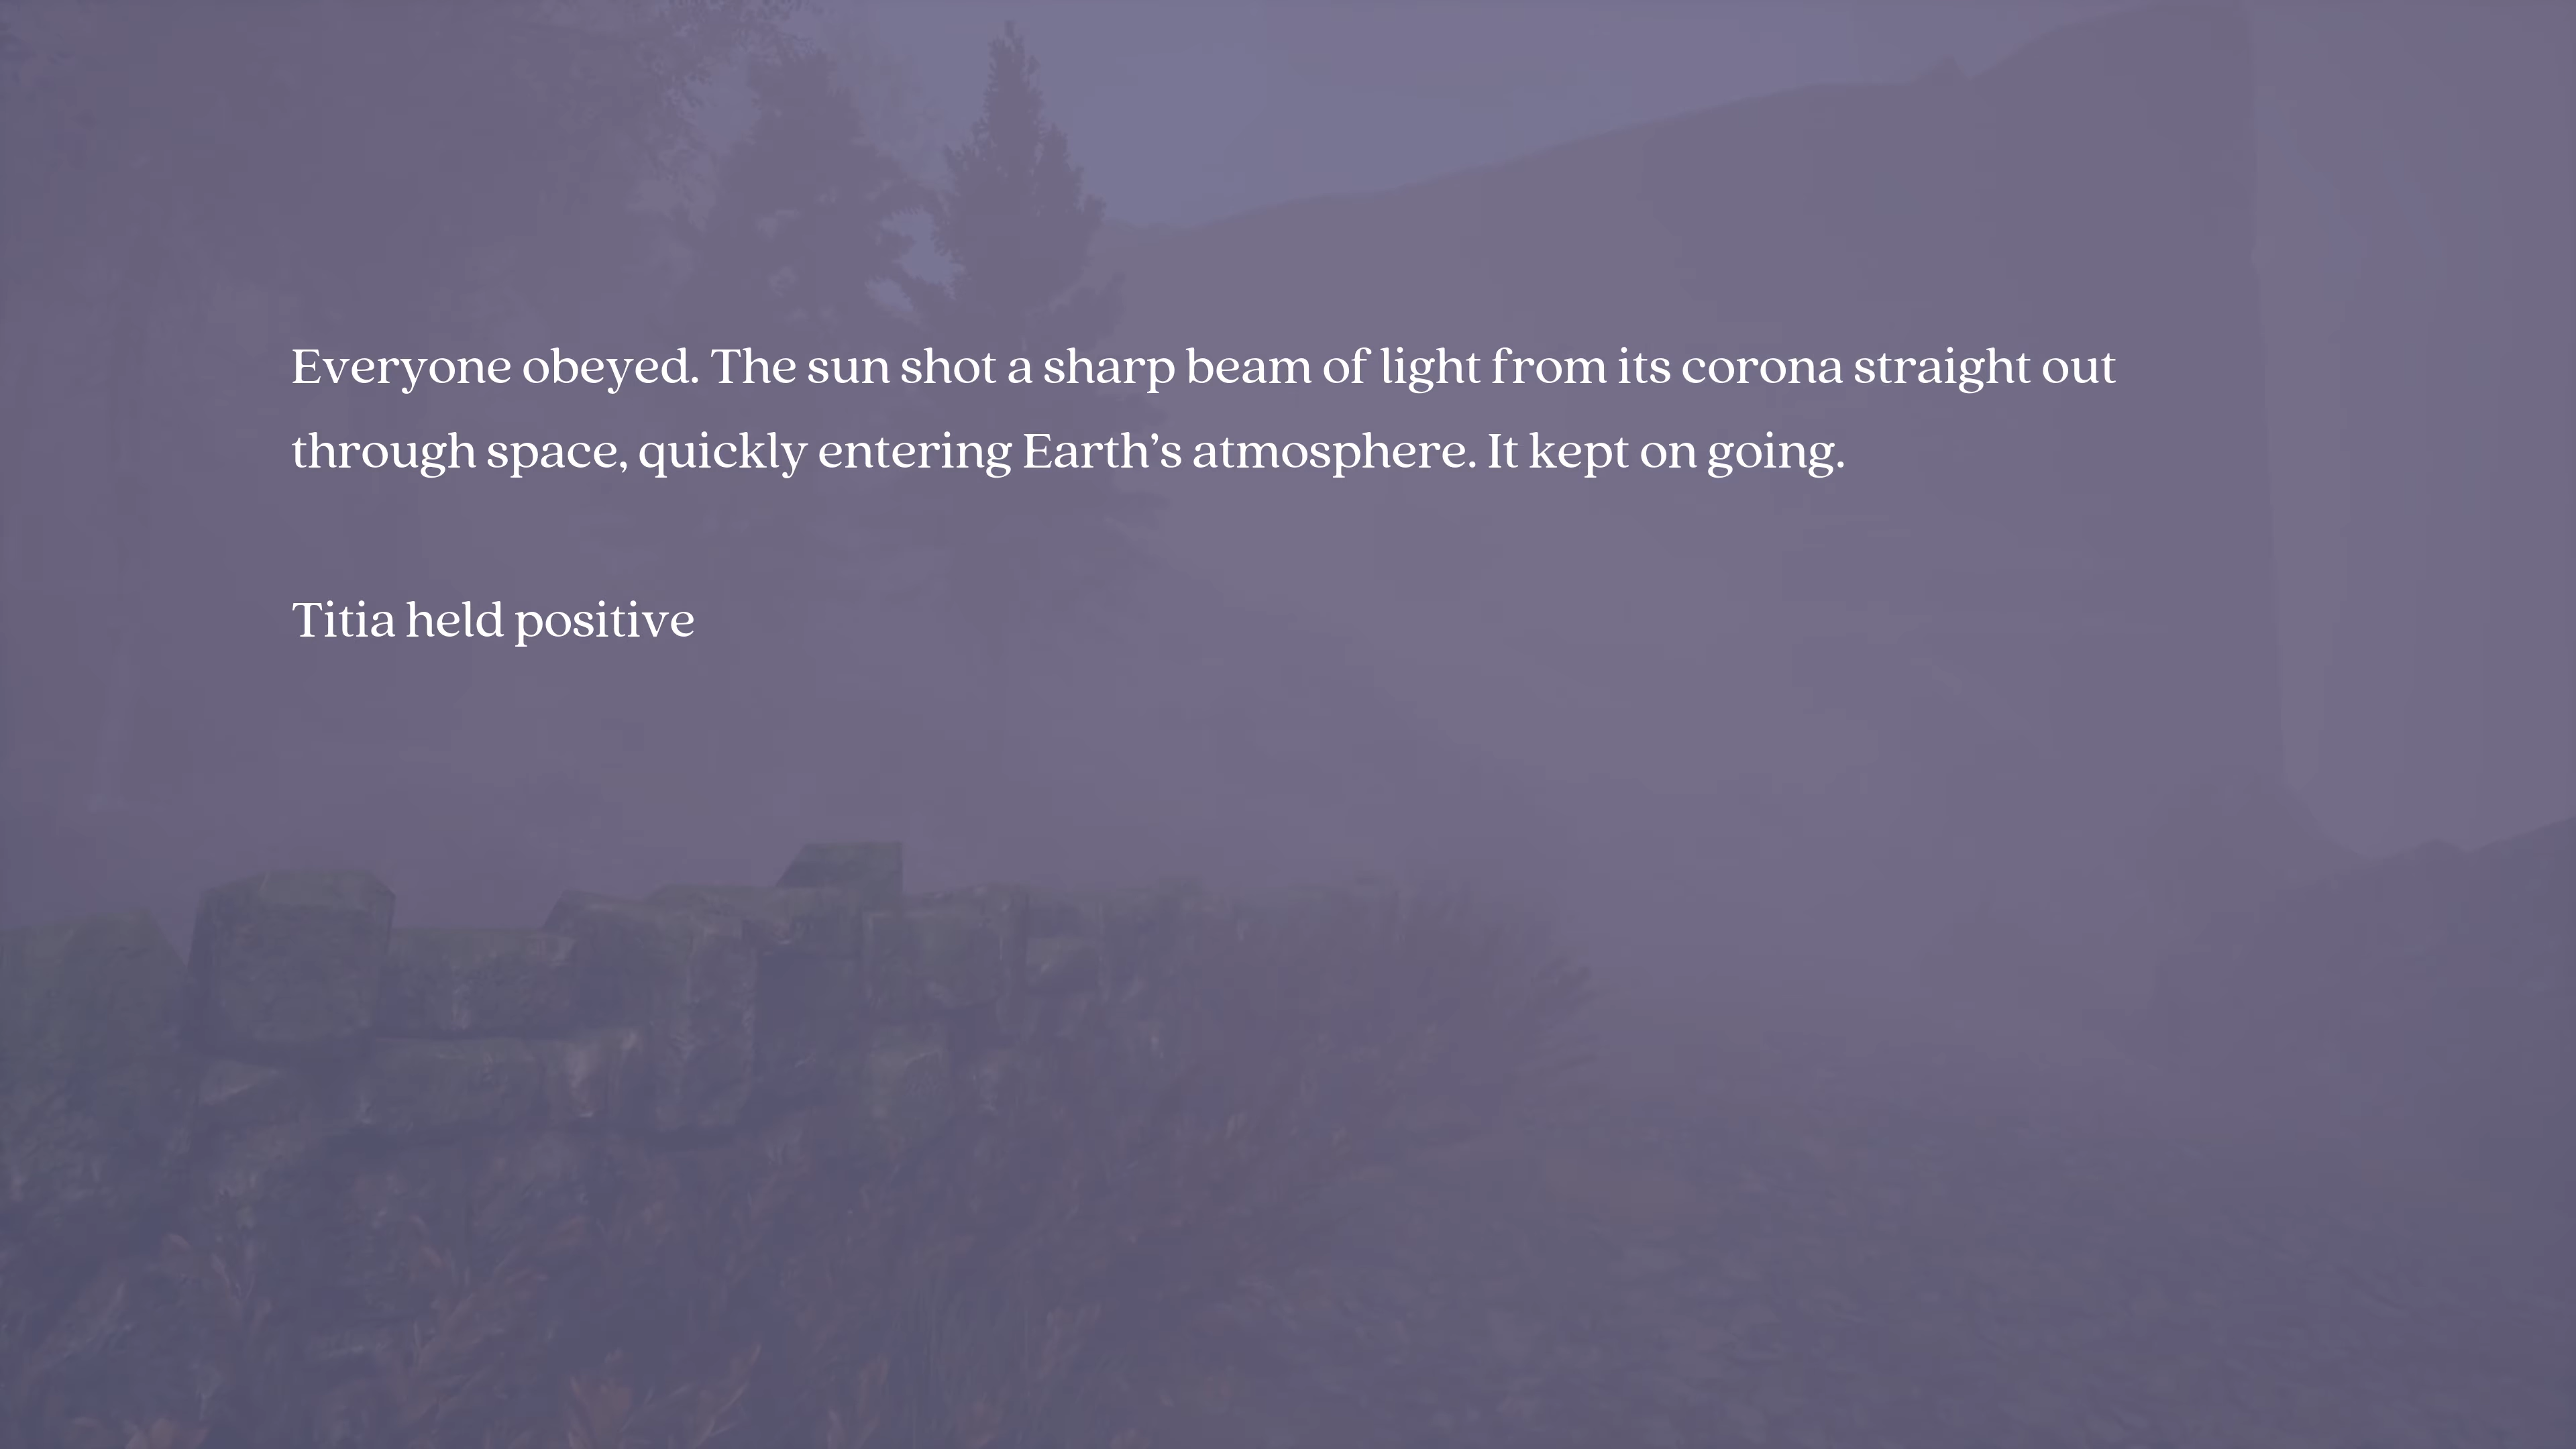 Everyone obeyed. The sun shot a sharp beam of light from its corona straight out
through space, quickly entering Earth’s atmosphere. It kept on going.
Titia held positive